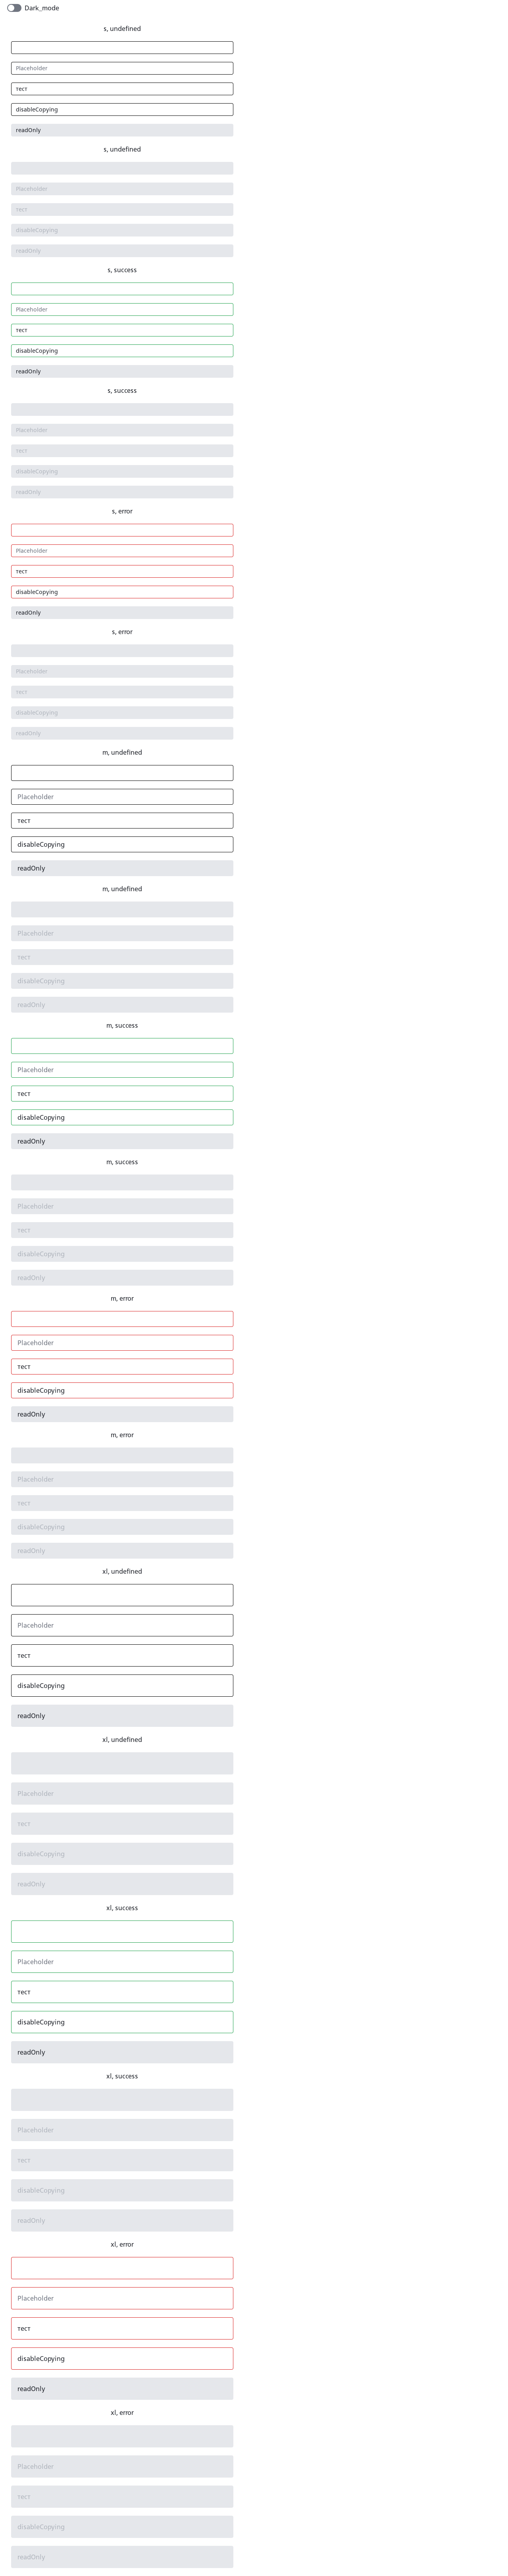 Dark_mode
s, undefined
Placeholder
тест
disableCopying
readOnly
s, undefined
Placeholder
тест
disableCopying
readOnly
s, success
Placeholder
тест
disableCopying
readOnly
s, success
Placeholder
тест
disableCopying
readOnly
s, error
Placeholder
тест
disableCopying
readOnly
s, error
Placeholder
тест
disableCopying
readOnly
m, undefined
Placeholder
тест
disableCopying
readOnly
m, undefined
Placeholder
тест
disableCopying
readOnly
m, success
Placeholder
тест
disableCopying
readOnly
m, success
Placeholder
тест
disableCopying
readOnly
m, error
Placeholder
тест
disableCopying
readOnly
m, error
Placeholder
тест
disableCopying
readOnly
xl, undefined
Placeholder
тест
disableCopying
readOnly
xl, undefined
Placeholder
тест
disableCopying
readOnly
xl, success
Placeholder
тест
disableCopying
readOnly
xl, success
Placeholder
тест
disableCopying
readOnly
xl, error
Placeholder
тест
disableCopying
readOnly
xl, error
Placeholder
тест
disableCopying
readOnly